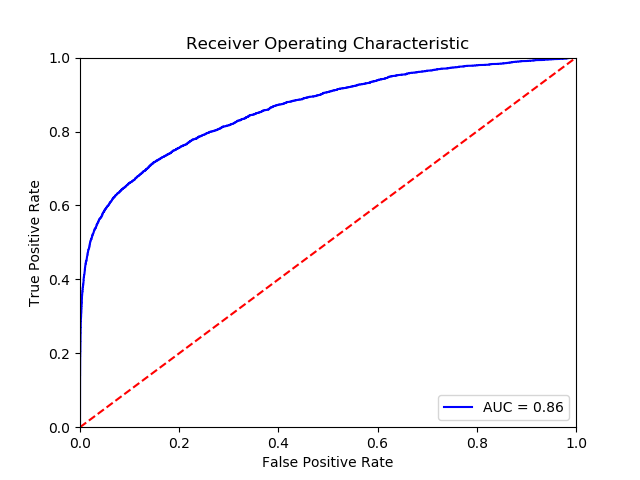 Receiver Operating Characteristic
1.0
0.8
0.6
0.4
0.2
0.0
True Positive Rate
AUC = 0.86
0.0 0.2 0.4 0.6 0.8 1.0
False Positive Rate